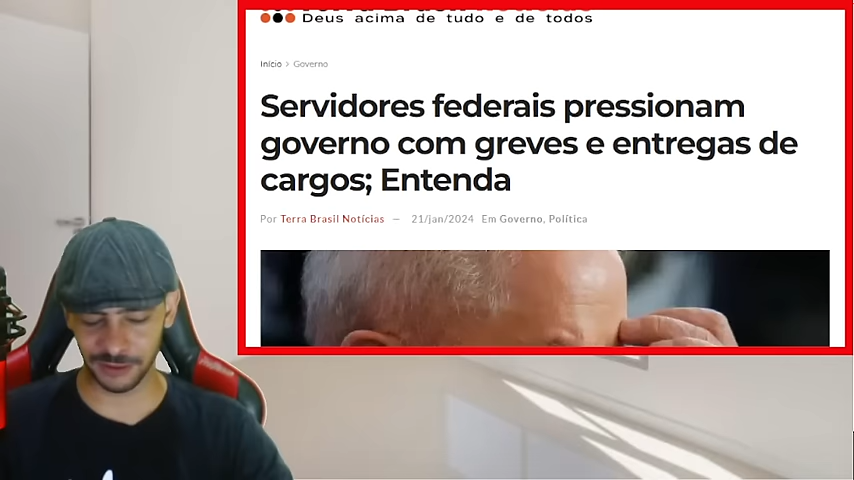 Deus acima de tudo e de todos
Início > Governo
Servidores federais pressionam
governo com greves e entregas de
cargos; Entenda
Por Terra Brasil Notícias — 21/jan/2024 Em Governo, Política